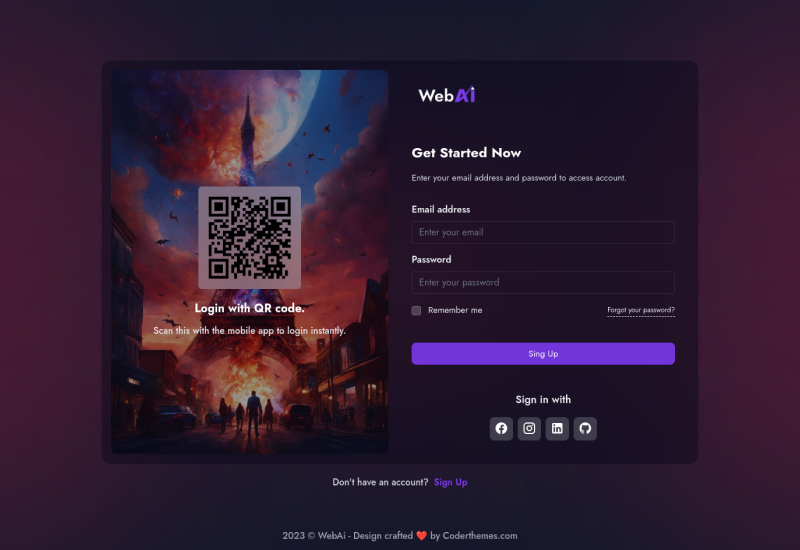 WebAi
Get Started Now
Enter your email address and password to access account.
Email address
Enter your email
Password
Enter your password
Remember me
Forgot your password?
Sing Up
Sign in with
Login with QR code.
Scan this with the mobile app to login instantly.
Don't have an account? Sign Up
2023 © WebAi - Design crafted ❤️ by Coderthemes.com